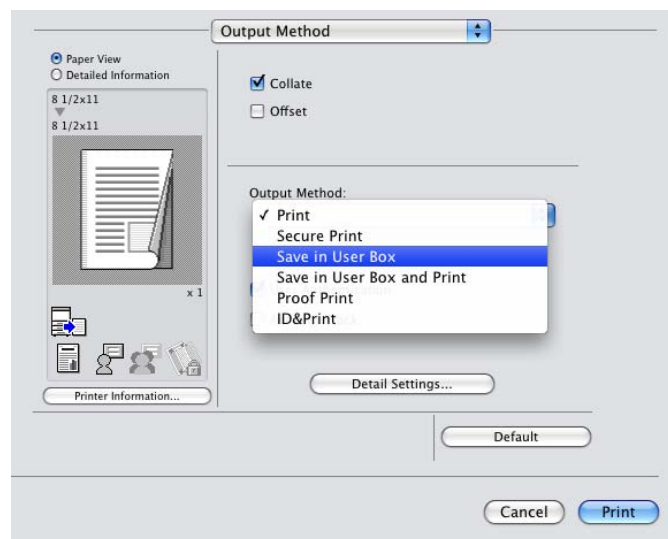 Output Method
Paper View
Detailed Information
8 1/2x11
8 1/2x11
x 1
Printer Information...
Collate
Offset
Output Method:
✓ Print
Secure Print
Save in User Box
Save in User Box and Print
Proof Print
ID&Print
Detail Settings...
Default
Cancel
Print